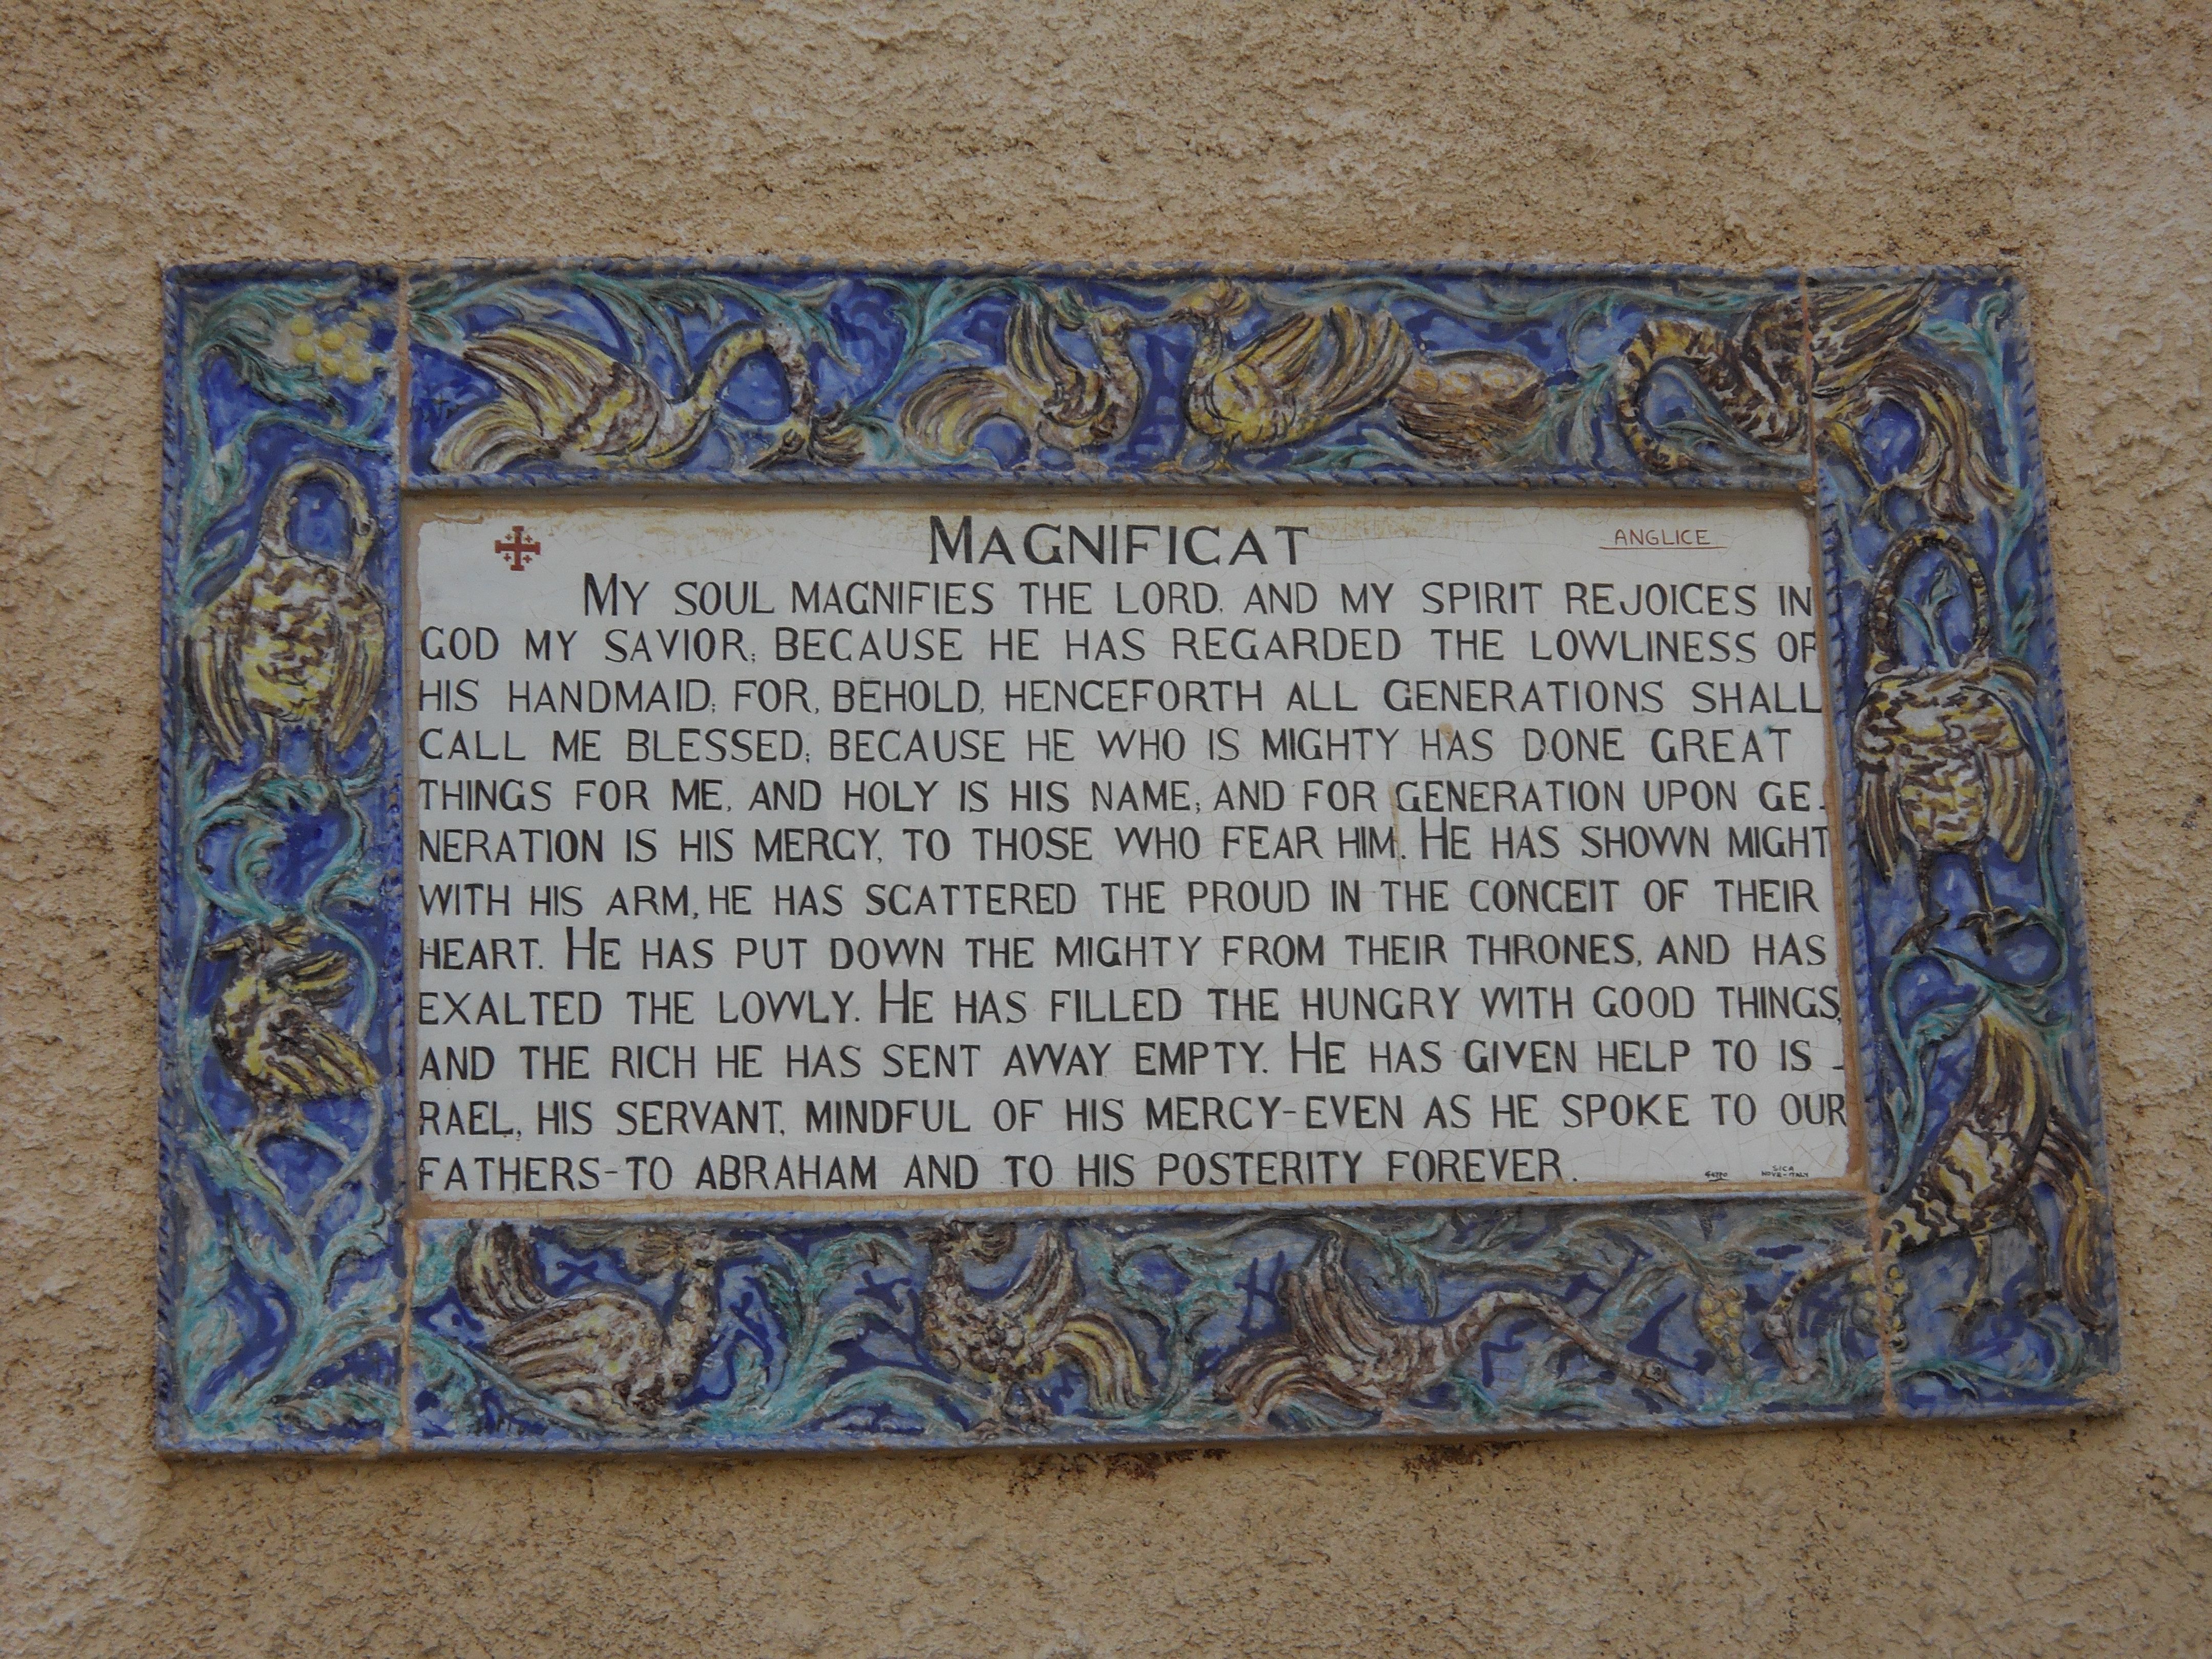 MAGNIFICAT
ANGLICE
MY SOUL MAGNIFIES THE LORD, AND MY SPIRIT REJOICES IN
GOD MY SAVIOR; BECAUSE HE HAS REGARDED THE LOWLINESS OF
HIS HANDMAID; FOR, BEHOLD, HENCEFORTH ALL GENERATIONS SHALL
CALL ME BLESSED; BECAUSE HE WHO IS MIGHTY HAS DONE GREAT
THINGS FOR ME, AND HOLY IS HIS NAME; AND FOR GENERATION UPON GE-
NERATION IS HIS MERCY, TO THOSE WHO FEAR HIM. HE HAS SHOWN MIGHT
WITH HIS ARM, HE HAS SCATTERED THE PROUD IN THE CONCEIT OF THEIR
HEART. HE HAS PUT DOWN THE MIGHTY FROM THEIR THRONES, AND HAS
EXALTED THE LOWLY. HE HAS FILLED THE HUNGRY WITH GOOD THINGS,
AND THE RICH HE HAS SENT AWAY EMPTY. HE HAS GIVEN HELP TO IS-
RAEL, HIS SERVANT, MINDFUL OF HIS MERCY-EVEN AS HE SPOKE TO OUR
FATHERS-TO ABRAHAM AND TO HIS POSTERITY FOREVER.